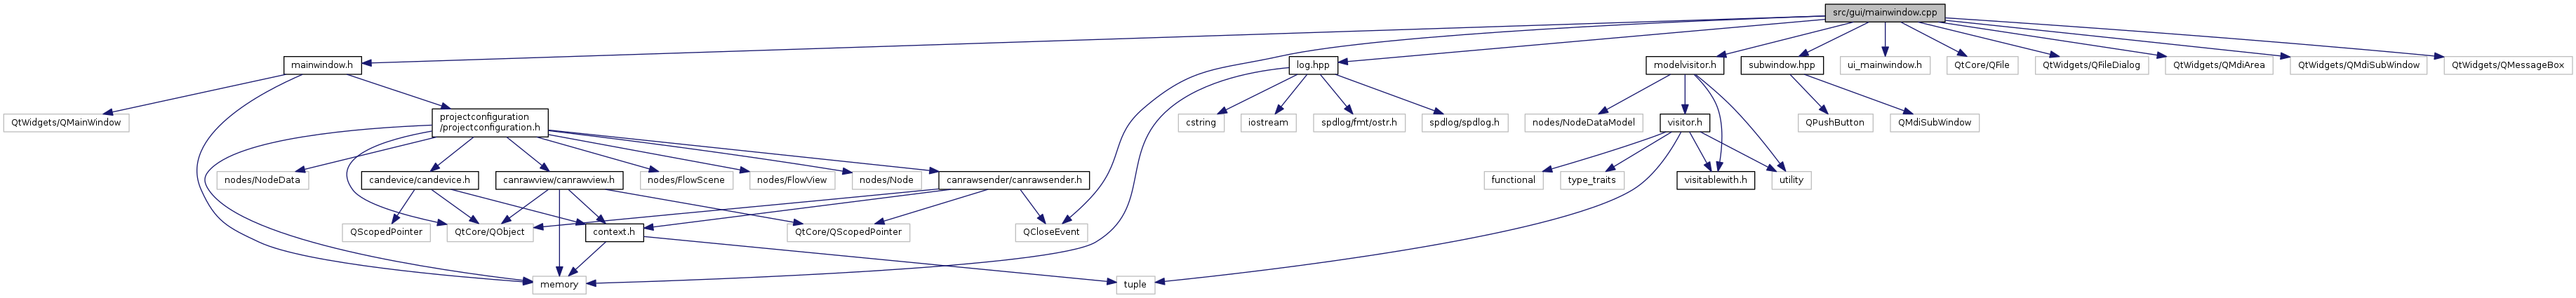 src/gui/mainwindow.cpp
mainwindow.h
log.hpp
modelvisitor.h
subwindow.hpp
ui_mainwindow.h
QtCore/QFile
QtWidgets/QFileDialog
QtWidgets/QMdiArea
QtWidgets/QMdiSubWindow
QtWidgets/QMessageBox
QtWidgets/QMainWindow
projectconfiguration
/projectconfiguration.h
cstring
iostream
spdlog/fmt/ostr.h
spdlog/spdlog.h
nodes/NodeDataModel
visitor.h
QPushButton
QMdiSubWindow
nodes/NodeData
candevice/candevice.h
canrawview/canrawview.h
nodes/FlowScene
nodes/FlowView
nodes/Node
canrawsender/canrawsender.h
functional
type_traits
visitablewith.h
utility
QScopedPointer
QtCore/QObject
context.h
QtCore/QScopedPointer
QCloseEvent
memory
tuple